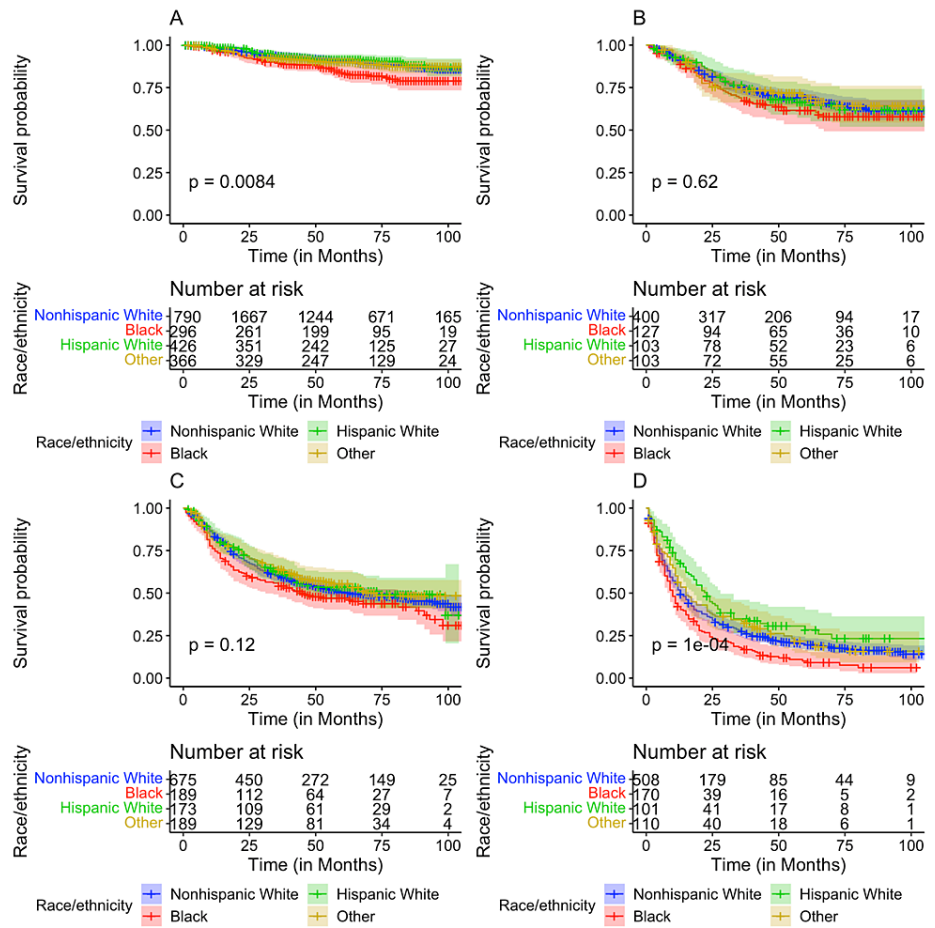 A
Survival probability
1.00
0.75
0.50
0.25
0.00
p = 0.0084
0 25 50 75 100
Time (in Months)
Number at risk
Race/ethnicity
Nonhispanic White 790 1667 1244 671 165
Black 296 261 199 95 19
Hispanic White 426 351 242 125 27
Other 366 329 247 129 24
0 25 50 75 100
Time (in Months)
Race/ethnicity
Nonhispanic White Hispanic White
Black Other
B
Survival probability
1.00
0.75
0.50
0.25
0.00
p = 0.62
0 25 50 75 100
Time (in Months)
Number at risk
Race/ethnicity
Nonhispanic White 400 317 206 94 17
Black 127 94 65 36 10
Hispanic White 103 78 52 23 6
Other 103 72 55 25 6
0 25 50 75 100
Time (in Months)
Race/ethnicity
Nonhispanic White Hispanic White
Black Other
C
Survival probability
1.00
0.75
0.50
0.25
0.00
p = 0.12
0 25 50 75 100
Time (in Months)
Number at risk
Race/ethnicity
Nonhispanic White 675 450 272 149 25
Black 189 112 64 27 7
Hispanic White 173 109 61 29 2
Other 189 129 81 34 4
0 25 50 75 100
Time (in Months)
Race/ethnicity
Nonhispanic White Hispanic White
Black Other
D
Survival probability
1.00
0.75
0.50
0.25
0.00
p = 1e-04
0 25 50 75 100
Time (in Months)
Number at risk
Race/ethnicity
Nonhispanic White 508 179 85 44 9
Black 170 39 16 5 2
Hispanic White 101 41 17 8 1
Other 110 40 18 6 1
0 25 50 75 100
Time (in Months)
Race/ethnicity
Nonhispanic White Hispanic White
Black Other